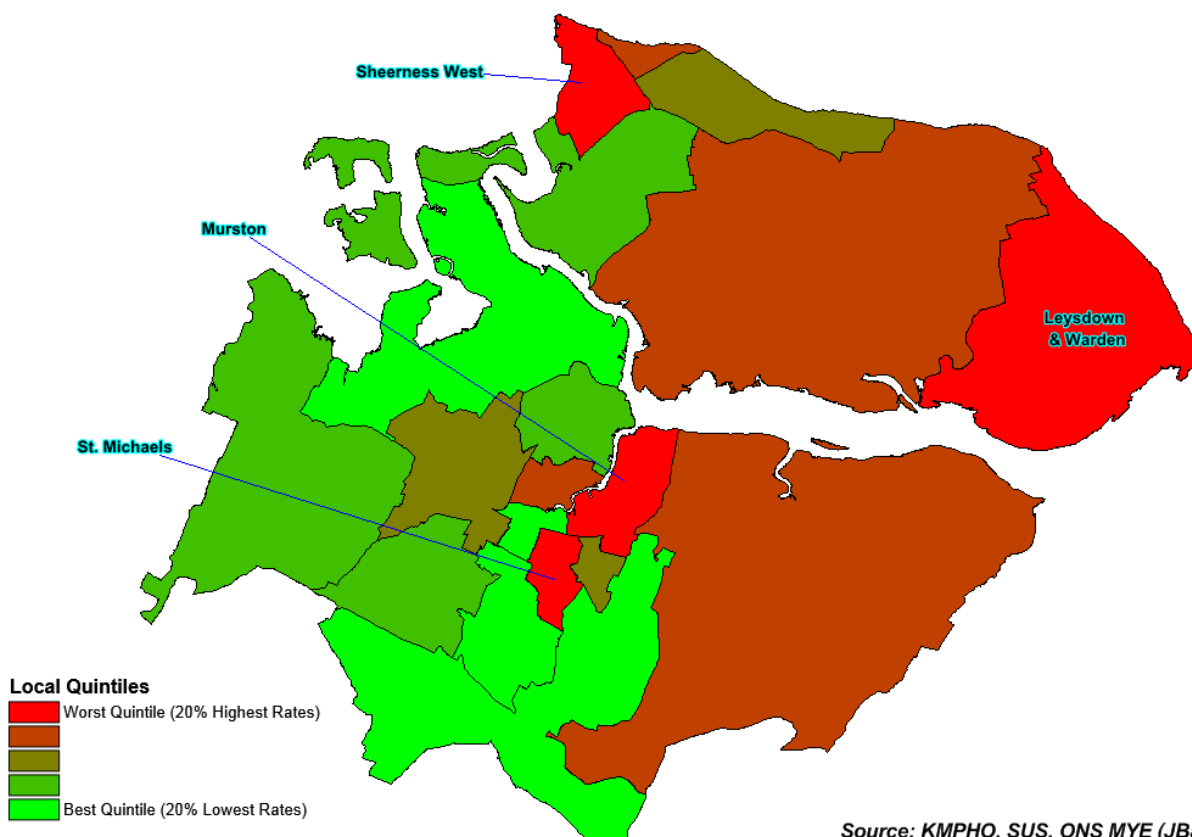 Sheerness West
Murston
Leysdown
& Warden
St. Michaels
Local Quintiles
Worst Quintile (20% Highest Rates)
Best Quintile (20% Lowest Rates)
Source: KMPHO, SUS, ONS MYE (JB,